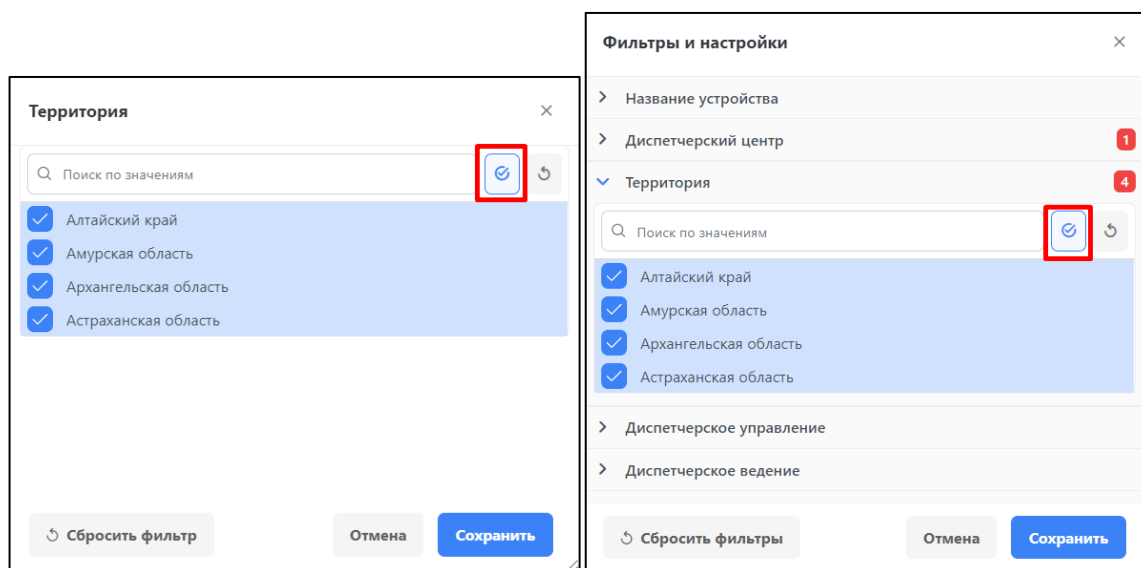 Территория
Поиск по значениям
Алтайский край
Амурская область
Архангельская область
Астраханская область
Сбросить фильтр
Отмена
Сохранить
Фильтры и настройки
Название устройства
Диспетчерский центр 1
Территория 4
Поиск по значениям
Алтайский край
Амурская область
Архангельская область
Астраханская область
Диспетчерское управление
Диспетчерское ведение
Сбросить фильтры
Отмена
Сохранить